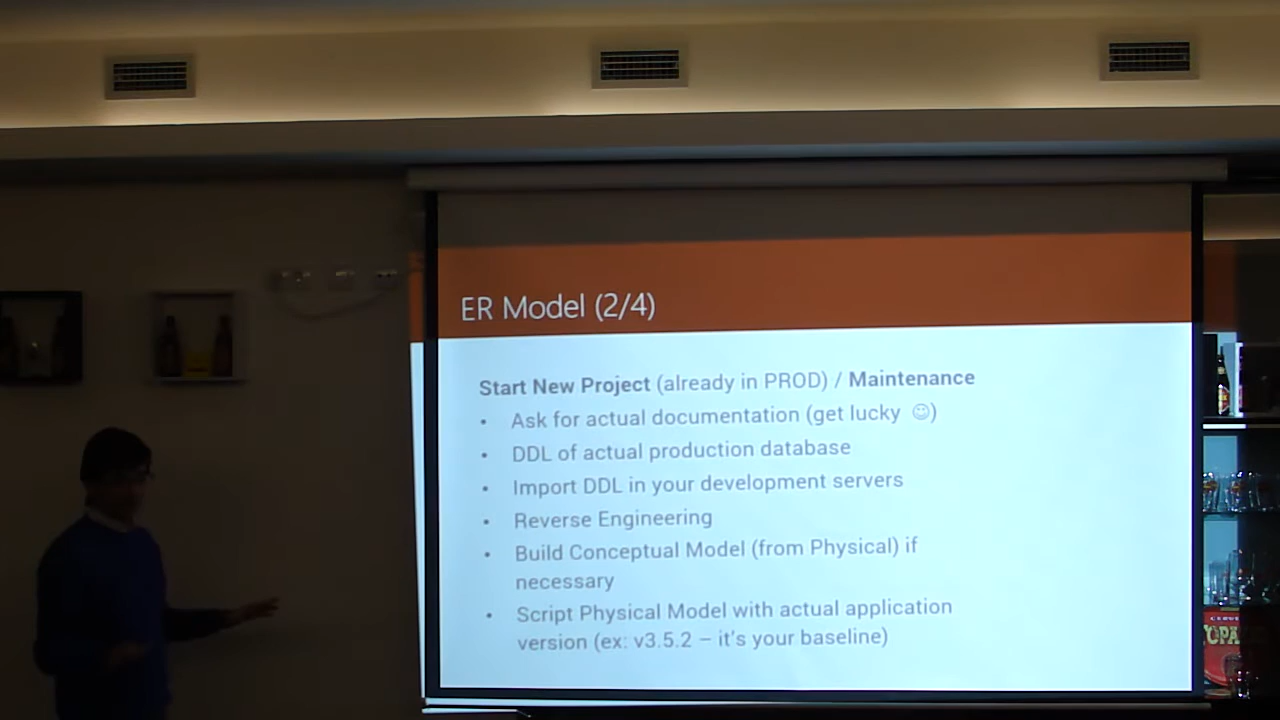 ER Model (2/4)
Start New Project (already in PROD) / Maintenance
• Ask for actual documentation (get lucky ☺)
• DDL of actual production database
• Import DDL in your development servers
• Reverse Engineering
• Build Conceptual Model (from Physical) if
necessary
• Script Physical Model with actual application
version (ex: v3.5.2 – it's your baseline)